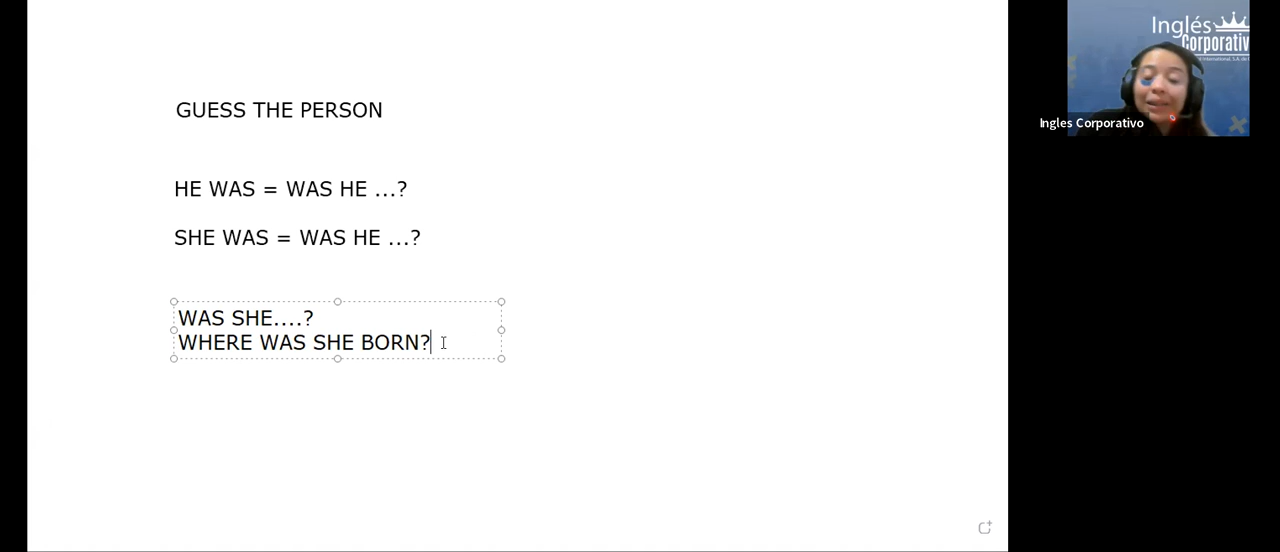 GUESS THE PERSON
HE WAS = WAS HE ...?
SHE WAS = WAS HE ...?
WAS SHE....?
WHERE WAS SHE BORN?
Inglés
Corporativ
Ingles Corporativo